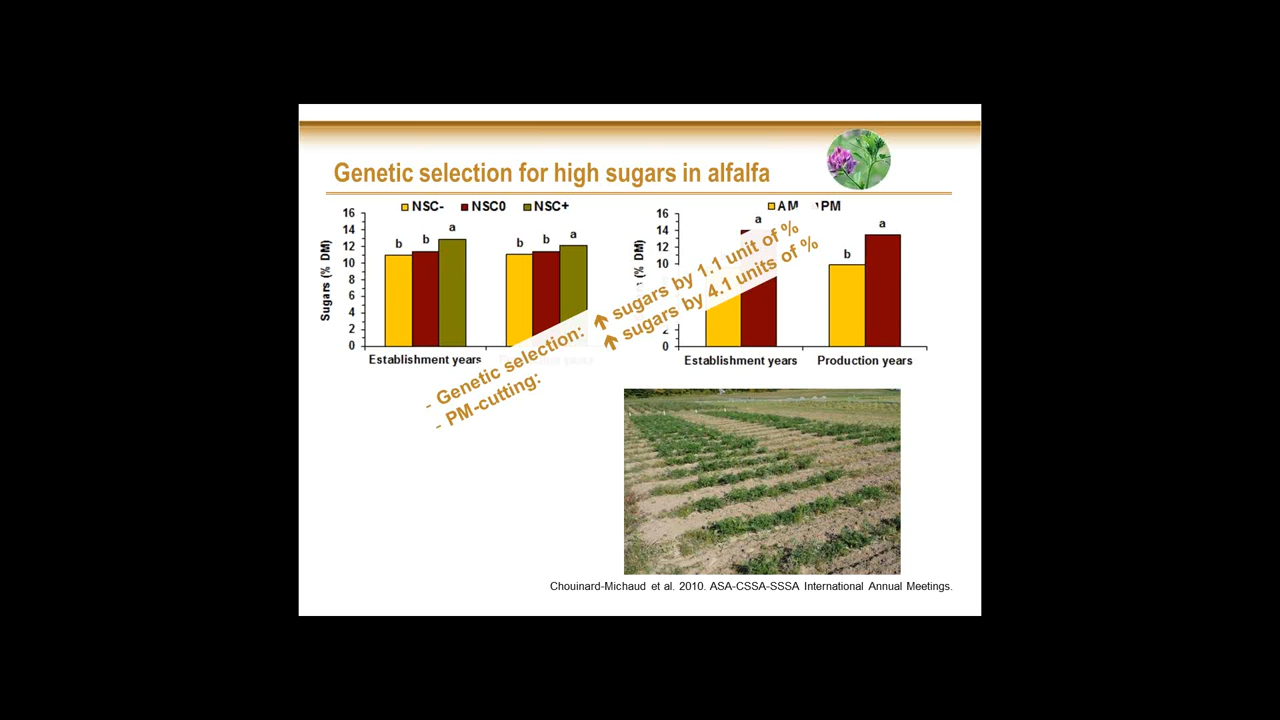 Genetic selection for high sugars in alfalfa
NSC- NSC0 NSC+
Sugars (% DM)
16
14
12
10
8
6
4
2
0
b b a
b b a
Establishment years
AM PM
(% DM)
16
14
12
10
2
0
a
b a
Establishment years Production years
- Genetic selection: ↑ sugars by 1.1 unit of %
- PM-cutting: ↑ sugars by 4.1 units of %
Chouinard-Michaud et al. 2010. ASA-CSSA-SSSA International Annual Meetings.